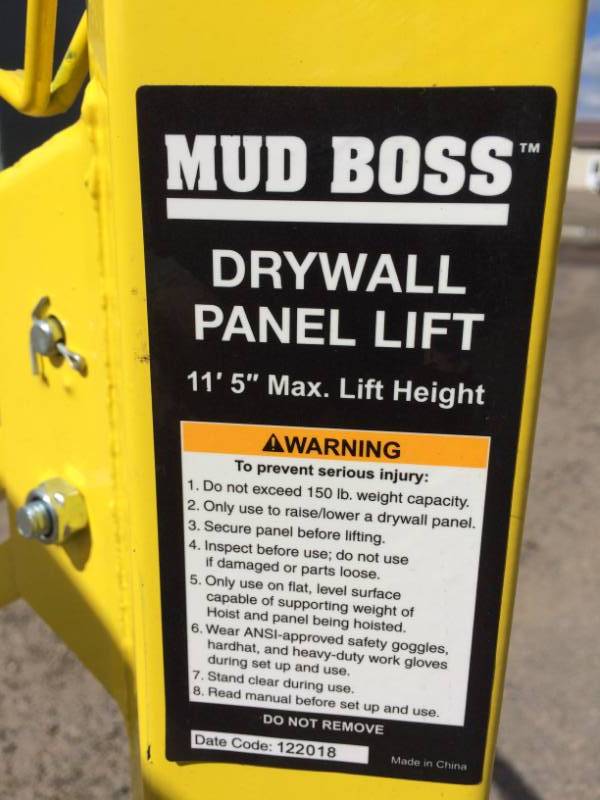 MUD BOSS™
DRYWALL
PANEL LIFT
11' 5" Max. Lift Height
⚠WARNING
To prevent serious injury:
1. Do not exceed 150 lb. weight capacity.
2. Only use to raise/lower a drywall panel.
3. Secure panel before lifting.
4. Inspect before use; do not use
if damaged or parts loose.
5. Only use on flat, level surface
capable of supporting weight of
Hoist and panel being hoisted.
6. Wear ANSI-approved safety goggles,
hardhat, and heavy-duty work gloves
during set up and use.
7. Stand clear during use.
8. Read manual before set up and use.
DO NOT REMOVE
Date Code: 122018
Made in China